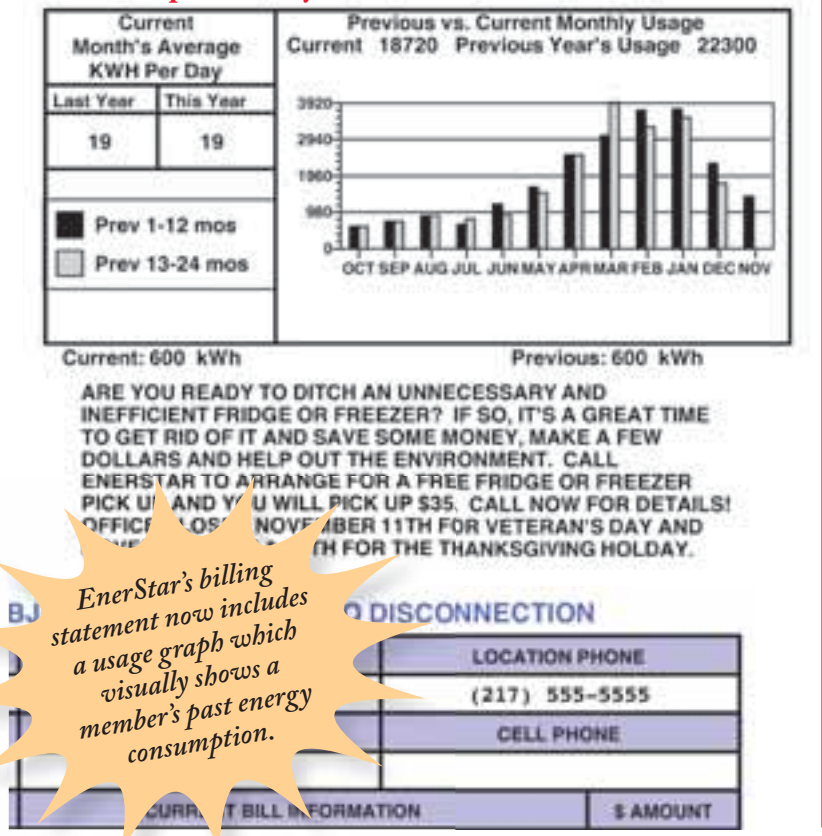 Current
Month's Average
KWH Per Day
Last Year This Year
19 19
Prev 1-12 mos
Prev 13-24 mos
Previous vs. Current Monthly Usage
Current 18720 Previous Year's Usage 22300
3920
2940
1960
980
0
OCT SEP AUG JUL JUN MAY APR MAR FEB JAN DEC NOV
Current: 600 kWh Previous: 600 kWh
ARE YOU READY TO DITCH AN UNNECESSARY AND
INEFFICIENT FRIDGE OR FREEZER? IF SO, IT'S A GREAT TIME
TO GET RID OF IT AND SAVE SOME MONEY, MAKE A FEW
DOLLARS AND HELP OUT THE ENVIRONMENT. CALL
ENERSTAR TO ARRANGE FOR A FREE FRIDGE OR FREEZER
PICK UP AND YOU WILL PICK UP $35. CALL NOW FOR DETAILS!
NOVEMBER 11TH FOR VETERAN'S DAY AND
TH FOR THE THANKSGIVING HOLDAY.
EnerStar's billing
statement now includes
a usage graph which
visually shows a
member's past energy
consumption.
DISCONNECTION
LOCATION PHONE
(217) 555-5555
CELL PHONE
CURRENT BILL INFORMATION $ AMOUNT